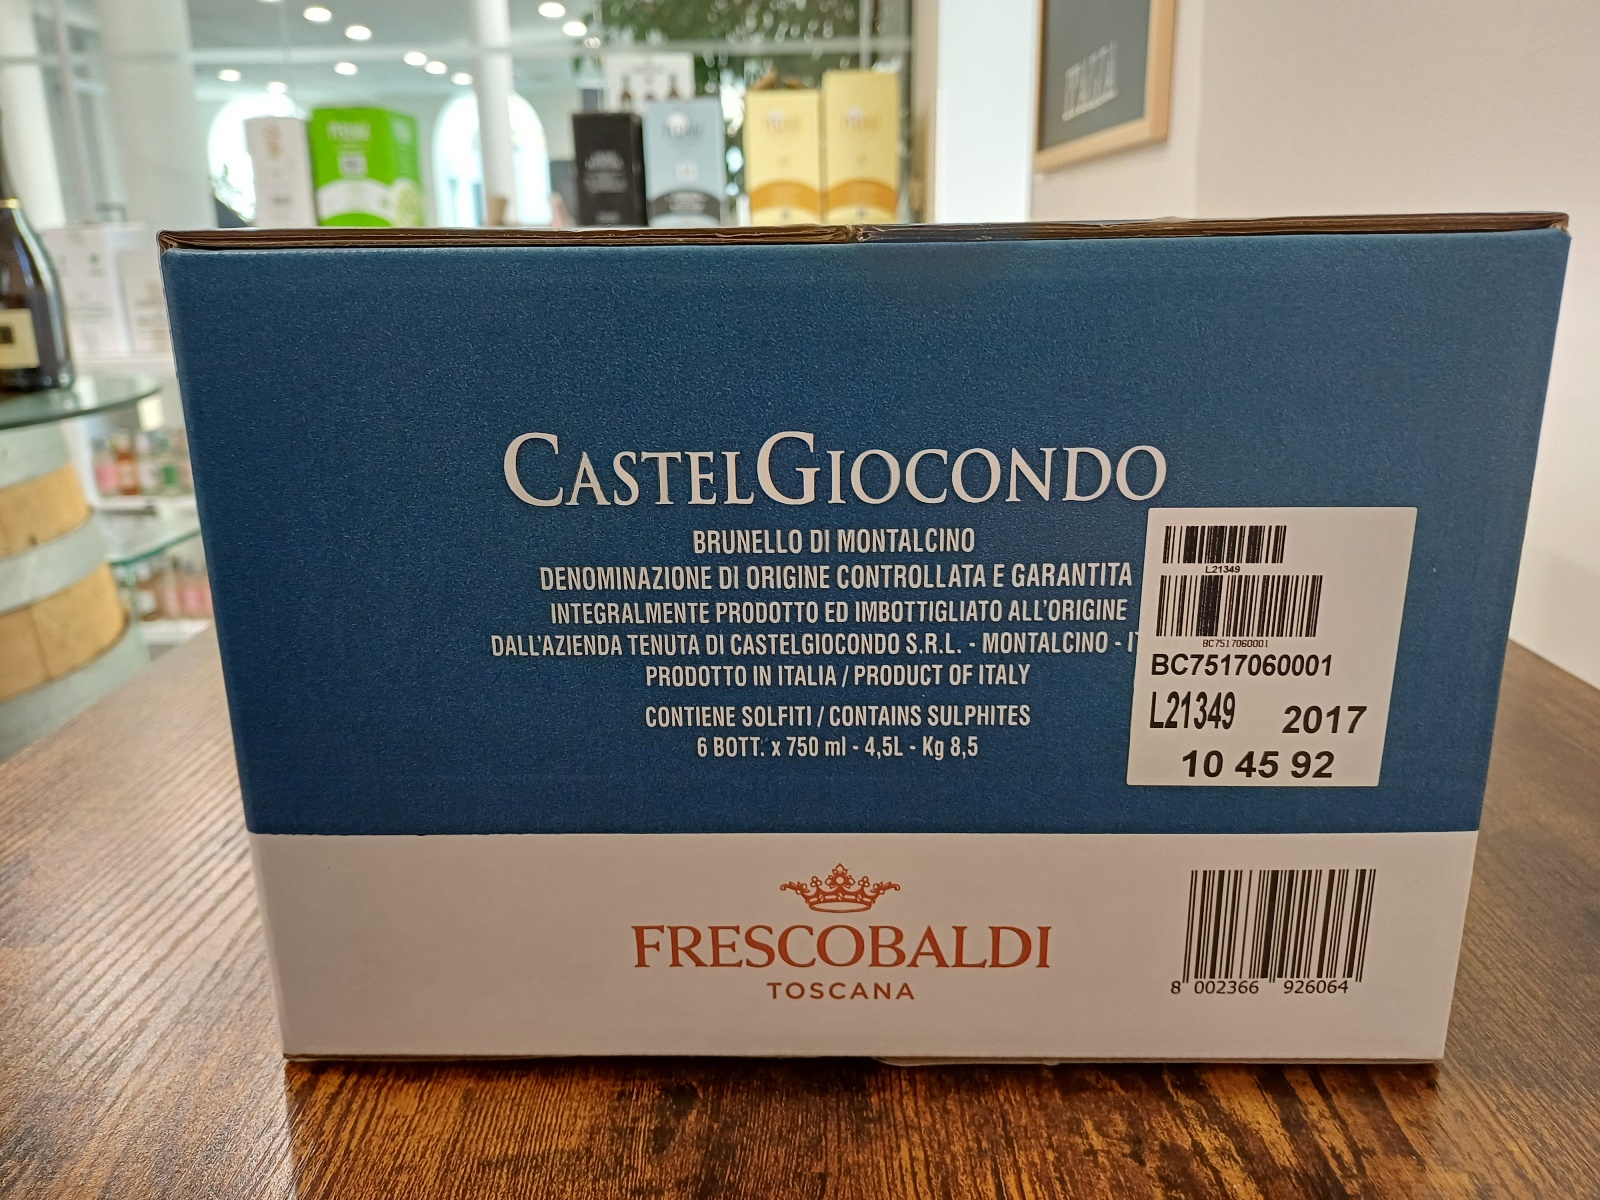 ITALIA
CASTELGIOCONDO
BRUNELLO DI MONTALCINO
DENOMINAZIONE DI ORIGINE CONTROLLATA E GARANTITA
INTEGRALMENTE PRODOTTO ED IMBOTTIGLIATO ALL'ORIGINE
DALL'AZIENDA TENUTA DI CASTELGIOCONDO S.R.L. - MONTALCINO -
PRODOTTO IN ITALIA / PRODUCT OF ITALY
CONTIENE SOLFITI / CONTAINS SULPHITES
6 BOTT. x 750 ml - 4,5L - Kg 8,5
L21349
BC7517060001
BC7517060001
L21349 2017
10 45 92
FRESCOBALDI
TOSCANA
8 002366 926064